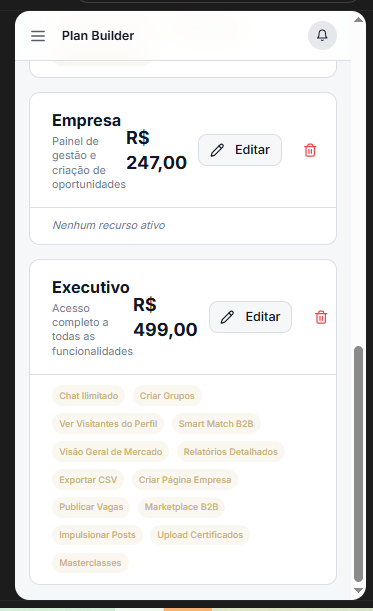 Plan Builder
Empresa
Painel de
gestão e
criação de
oportunidades
R$
247,00
Editar
Nenhum recurso ativo
Executivo
Acesso
completo a
todas as
funcionalidades
R$
499,00
Editar
Chat Ilimitado
Criar Grupos
Ver Visitantes do Perfil
Smart Match B2B
Visão Geral de Mercado
Relatórios Detalhados
Exportar CSV
Criar Página Empresa
Publicar Vagas
Marketplace B2B
Impulsionar Posts
Upload Certificados
Masterclasses